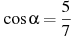 cos α = 5/7